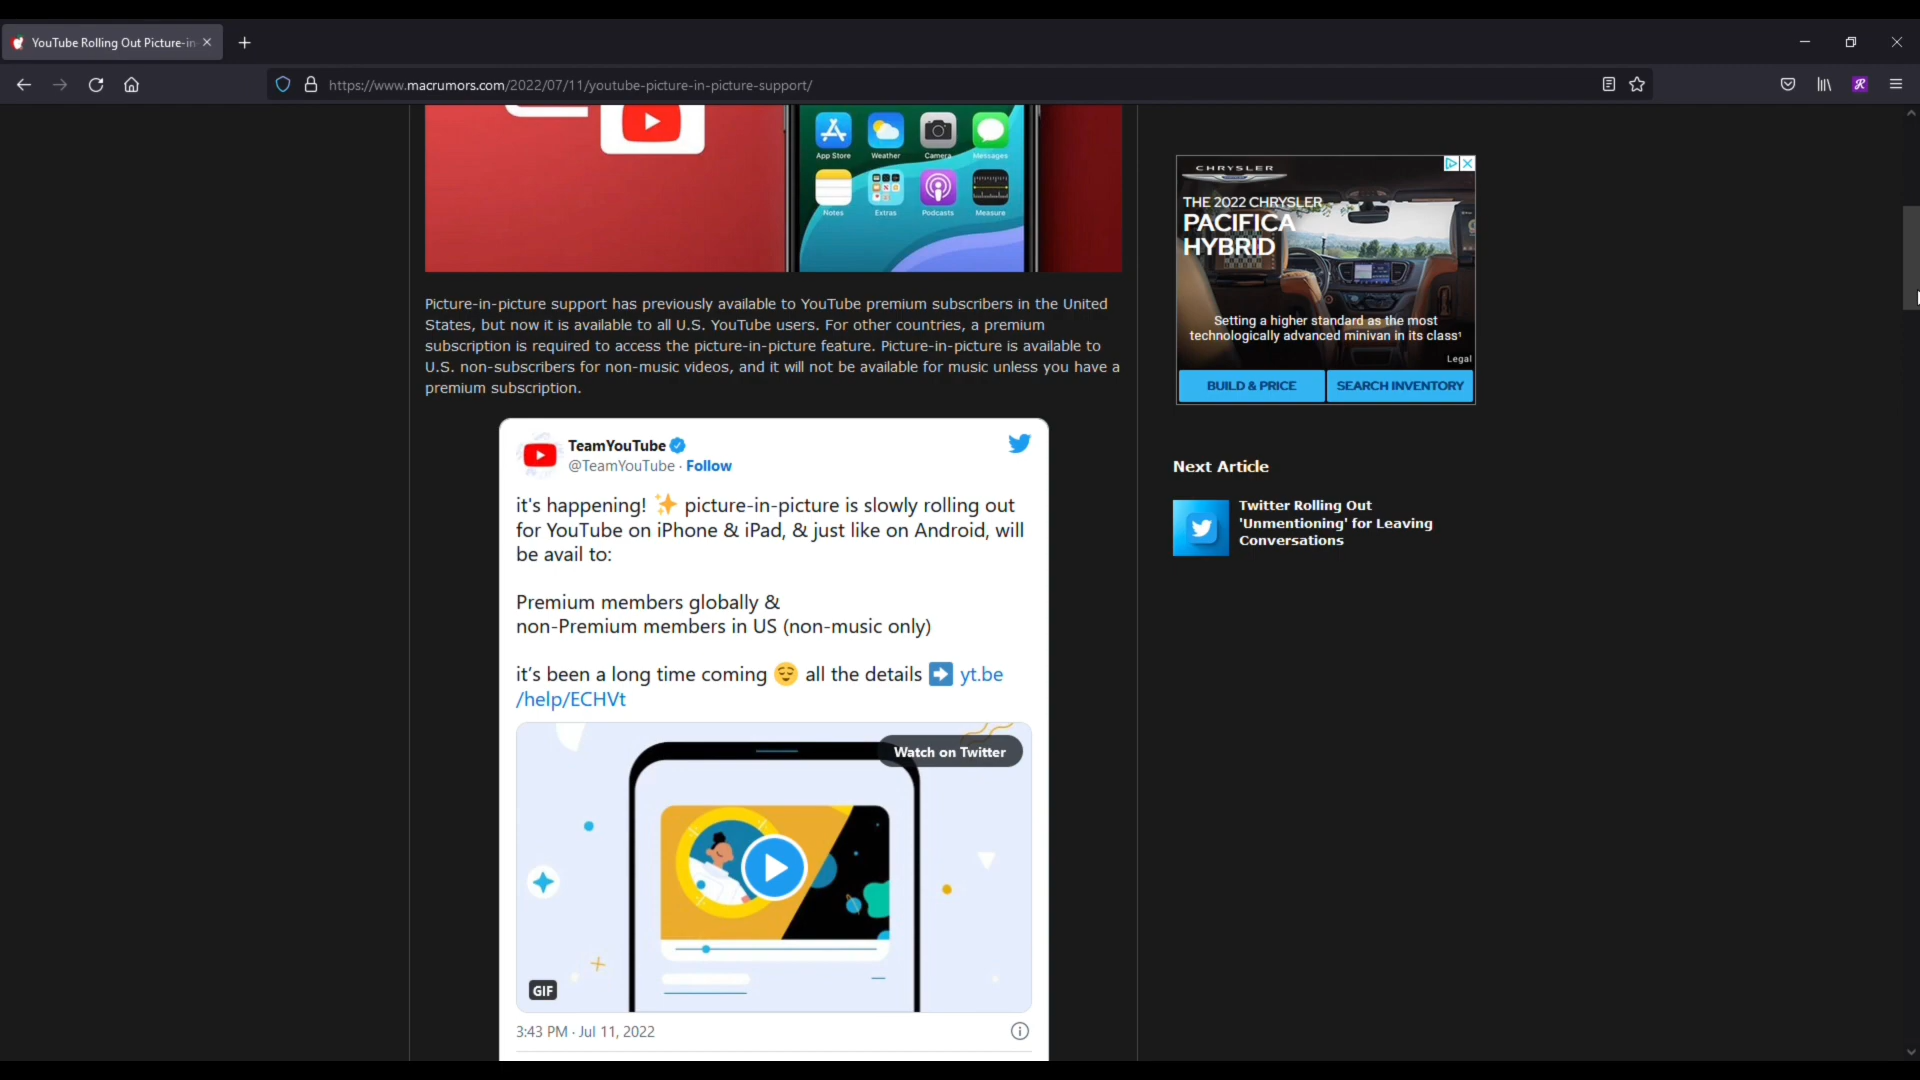 YouTube Rolling Out Picture-in-
https://www.macrumors.com/2022/07/11/youtube-picture-in-picture-support/
App Store
Weather
Camera
Messages
Notes
Extras
Podcasts
Measure
Picture-in-picture support has previously available to YouTube premium subscribers in the United
States, but now it is available to all U.S. YouTube users. For other countries, a premium
subscription is required to access the picture-in-picture feature. Picture-in-picture is available to
U.S. non-subscribers for non-music videos, and it will not be available for music unless you have a
premium subscription.
TeamYouTube
@TeamYouTube · Follow
it's happening! ✨ picture-in-picture is slowly rolling out
for YouTube on iPhone & iPad, & just like on Android, will
be avail to:
Premium members globally &
non-Premium members in US (non-music only)
it's been a long time coming 😌 all the details ➡️ yt.be
/help/ECHVt
Watch on Twitter
GIF
3:43 PM · Jul 11, 2022
CHRYSLER
THE 2022 CHRYSLER
PACIFICA
HYBRID
Setting a higher standard as the most
technologically advanced minivan in its class¹
Legal
BUILD & PRICE
SEARCH INVENTORY
Next Article
Twitter Rolling Out
'Unmentioning' for Leaving
Conversations